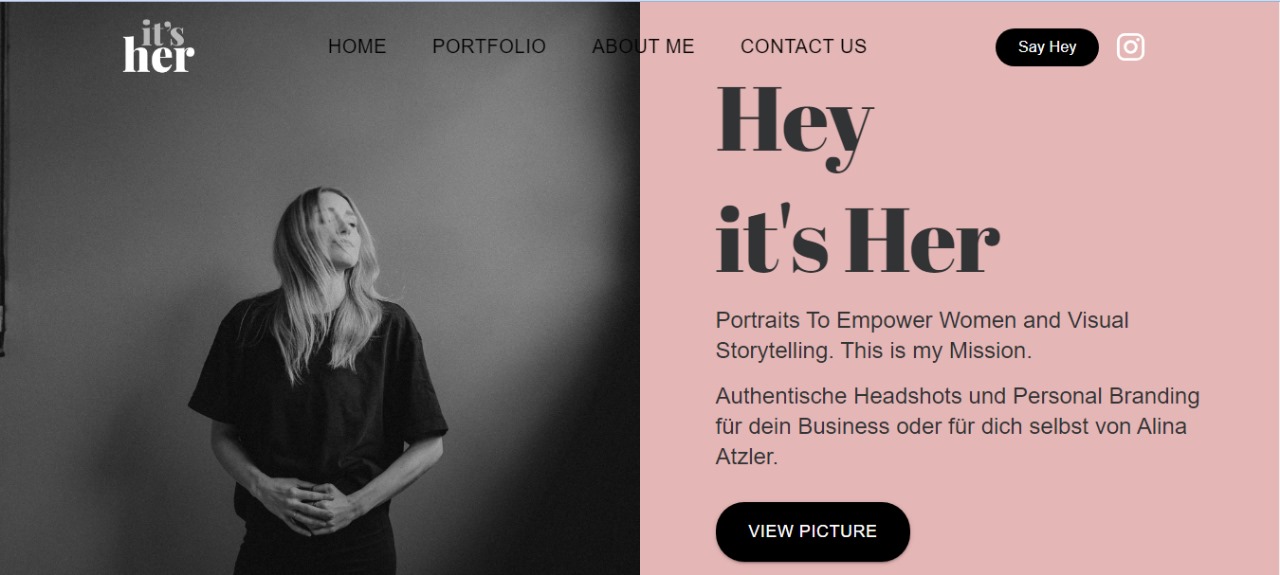 it's
her
HOME PORTFOLIO ABOUT ME CONTACT US
Say Hey
Hey
it's Her
Portraits To Empower Women and Visual
Storytelling. This is my Mission.
Authentische Headshots und Personal Branding
für dein Business oder für dich selbst von Alina
Atzler.
VIEW PICTURE